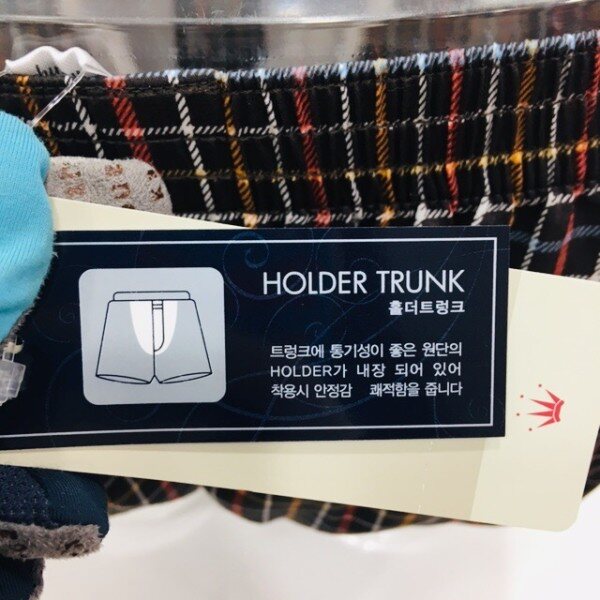 HOLDER TRUNK
홀더트렁크
트렁크에 통기성이 좋은 원단의
HOLDER가 내장 되어 있어
착용시 안정감 쾌적함을 줍니다